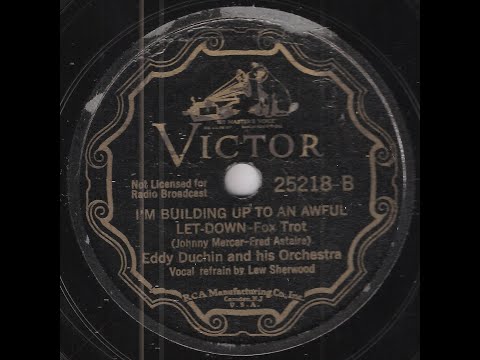 "HIS MASTER'S VOICE"
VICTOR
Not Licensed for
Radio Broadcast
25218-B
I'M BUILDING UP TO AN AWFUL
LET-DOWN-Fox Trot
(Johnny Mercer-Fred Astaire)
Eddy Duchin and his Orchestra
Vocal refrain by Lew Sherwood
RCA Manufacturing Co., Inc.
Camden, N.J.
U.S.A.